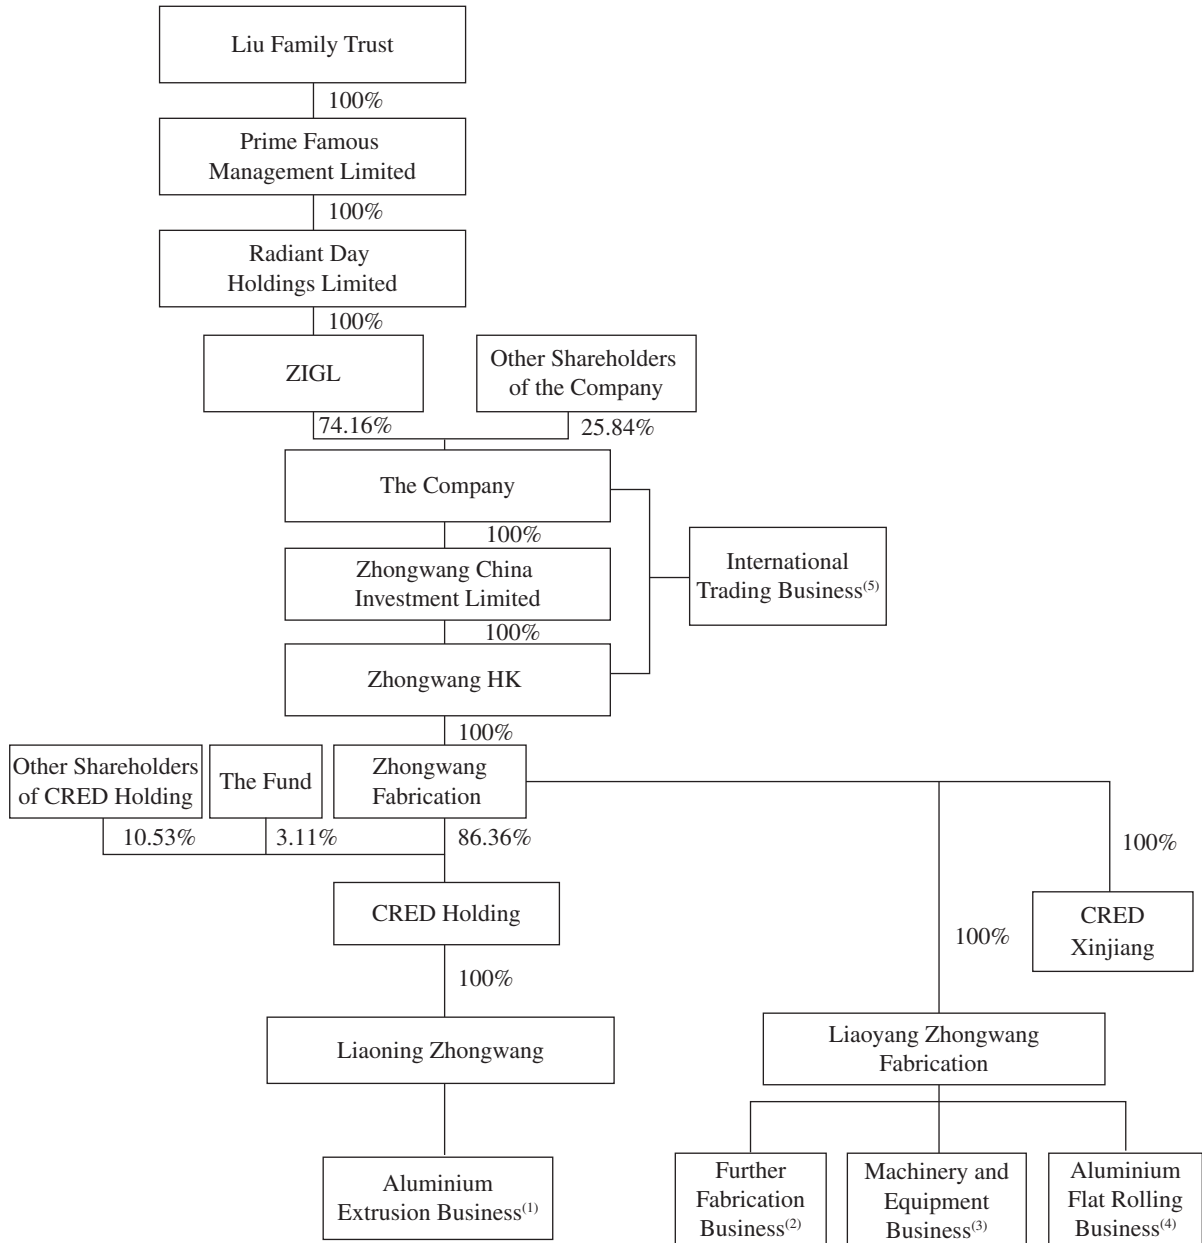 Liu Family Trust
100%
Prime Famous
Management Limited
100%
Radiant Day
Holdings Limited
100%
ZIGL
Other Shareholders
of the Company
74.16%
25.84%
The Company
100%
Zhongwang China
Investment Limited
International
Trading Business(5)
100%
Zhongwang HK
100%
Other Shareholders
of CRED Holding
The Fund
Zhongwang
Fabrication
10.53%
3.11%
86.36%
100%
CRED Holding
CRED
Xinjiang
100%
100%
Liaoning Zhongwang
Liaoyang Zhongwang
Fabrication
Aluminium
Extrusion Business(1)
Further
Fabrication
Business(2)
Machinery and
Equipment
Business(3)
Aluminium
Flat Rolling
Business(4)